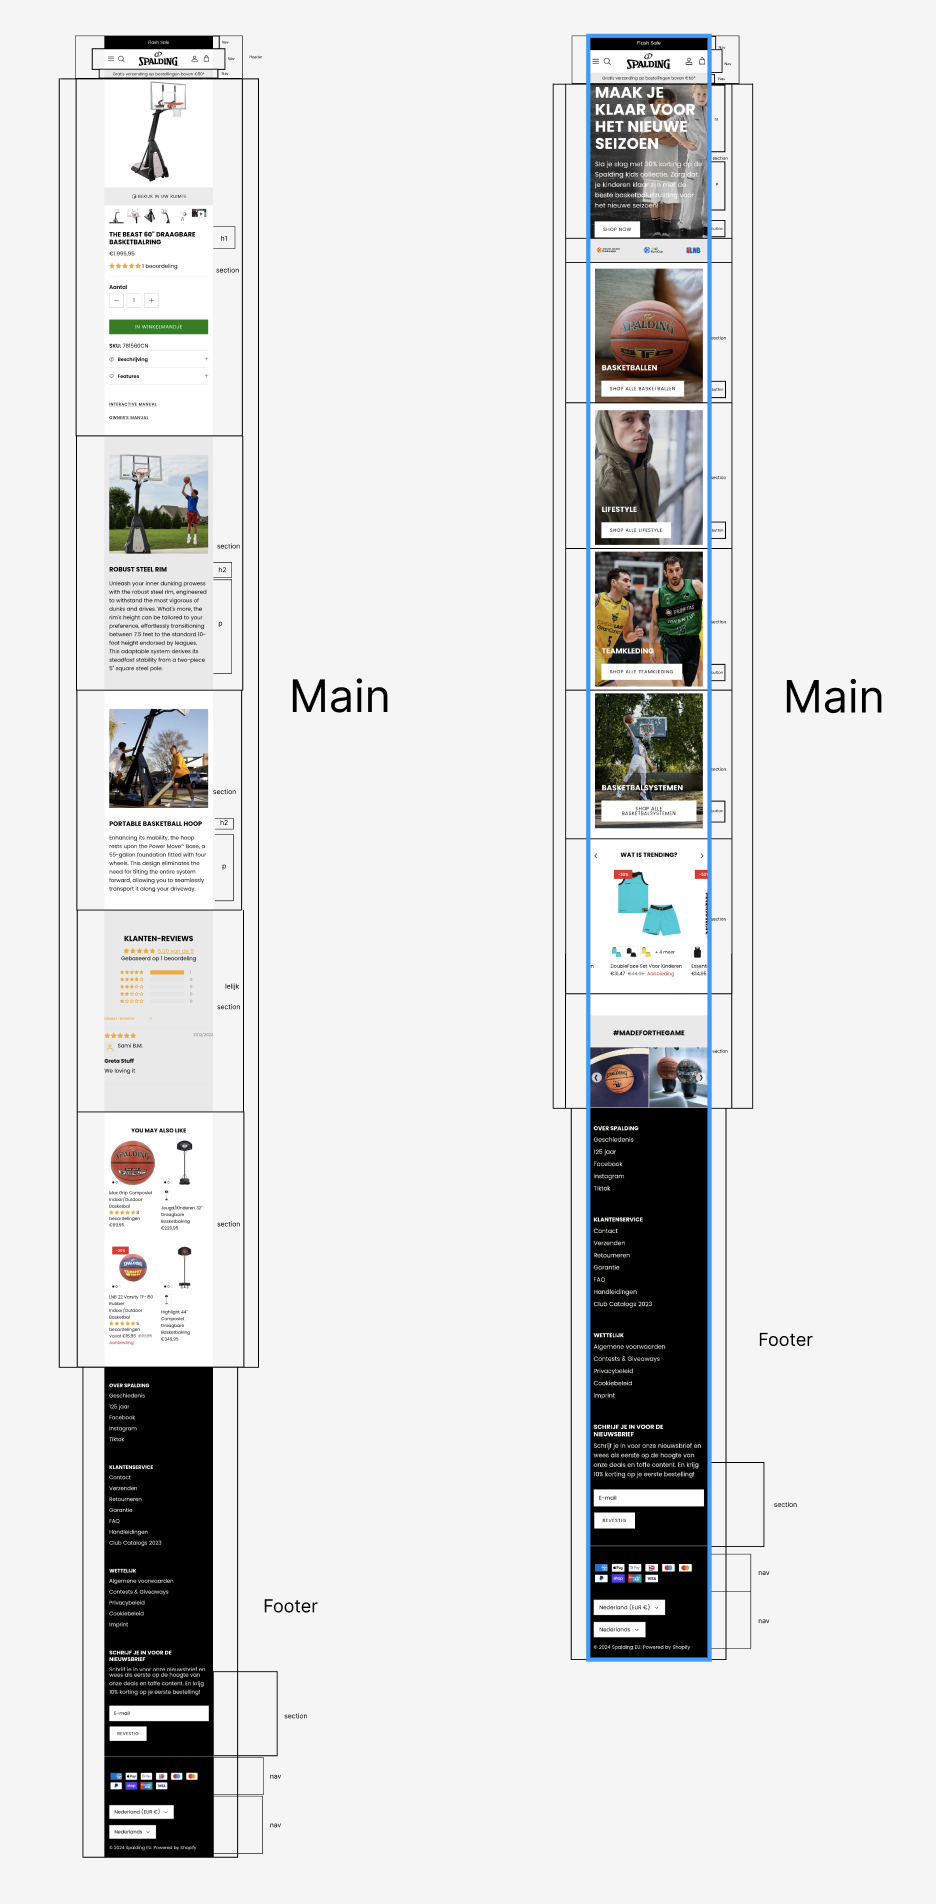 Flash Sale
Nav
SPALDING
Nav
Header
Gratis verzending op bestellingen boven €50*
Nav
BEKIJK IN UW RUIMTE
THE BEAST 60" DRAAGBARE
BASKETBALRING
h1
€1.995,95
1 beoordeling
section
Aantal
1
IN WINKELMANDJE
SKU: 7B1560CN
Beschrijving
Features
INTERACTIVE MANUAL
OWNER'S MANUAL
section
ROBUST STEEL RIM
h2
Unleash your inner dunking prowess
with the robust steel rim, engineered
to withstand the most vigorous of
dunks and drives. What's more, the
rim's height can be tailored to your
preference, effortlessly transitioning
between 7.5 feet to the standard 10-
foot height endorsed by leagues.
This adaptable system derives its
steadfast stability from a two-piece
5" square steel pole.
p
Main
section
PORTABLE BASKETBALL HOOP
h2
Enhancing its mobility, the hoop
rests upon the Power Move™ Base, a
55-gallon foundation fitted with four
wheels. This design eliminates the
need for tilting the entire system
forward, allowing you to seamlessly
transport it along your driveway.
p
KLANTEN-REVIEWS
5.00 van de 5
Gebaseerd op 1 beoordeling
lelijk
section
Sami B.M.
Greta Stuff
We loving it
YOU MAY ALSO LIKE
Max Grip Composiet
Indoor/Outdoor
Basketbal
beoordelingen
€69,95
Jeugd/Kinderen 32"
Draagbare
Basketbalring
€229,95
section
-30%
LNB 22 Varsity TF-150
Rubber
Indoor/Outdoor
Basketbal
beoordelingen
Aanbieding
Highlight 44"
Composiet
Draagbare
Basketbalring
€349,95
OVER SPALDING
Geschiedenis
125 jaar
Facebook
Instagram
Tiktok
KLANTENSERVICE
Contact
Verzenden
Retourneren
Garantie
FAQ
Handleidingen
Club Catalogs 2023
WETTELIJK
Algemene voorwaarden
Contests & Giveaways
Privacybeleid
Cookiebeleid
Imprint
Footer
SCHRIJF JE IN VOOR DE
NIEUWSBRIEF
Schrijf je in voor onze nieuwsbrief en
wees als eerste op de hoogte van
onze deals en toffe content. En krijg
10% korting op je eerste bestelling!
E-mail
BEVESTIG
section
nav
Nederland (EUR €)
Nederlands
nav
© 2024 Spalding EU. Powered by Shopify
Flash Sale
Nav
SPALDING
Nav
Gratis verzending op bestellingen boven €50*
Nav
MAAK JE
KLAAR VOOR
HET NIEUWE
SEIZOEN
section
Sla je slag met 30% korting op de
Spalding kids collectie. Zorg dat
je kinderen klaar zijn met de
beste basketbaluitrusting voor
het nieuwe seizoen!
p
SHOP NOW
button
LNB
SPALDING
TF
section
BASKETBALLEN
SHOP ALLE BASKETBALLEN
button
section
LIFESTYLE
SHOP ALLE LIFESTYLE
button
section
TEAMKLEDING
SHOP ALLE TEAMKLEDING
button
Main
section
BASKETBALSYSTEMEN
SHOP ALLE
BASKETBALSYSTEMEN
button
WAT IS TRENDING?
-30%
-50%
section
+ 4 meer
DoubleFace Set Voor Kinderen
€31,47 €44,95 Aanbieding
#MADEFORTHEGAME
section
OVER SPALDING
Geschiedenis
125 jaar
Facebook
Instagram
Tiktok
KLANTENSERVICE
Contact
Verzenden
Retourneren
Garantie
FAQ
Handleidingen
Club Catalogs 2023
WETTELIJK
Algemene voorwaarden
Contests & Giveaways
Privacybeleid
Cookiebeleid
Imprint
Footer
SCHRIJF JE IN VOOR DE
NIEUWSBRIEF
Schrijf je in voor onze nieuwsbrief en
wees als eerste op de hoogte van
onze deals en toffe content. En krijg
10% korting op je eerste bestelling!
E-mail
BEVESTIG
section
nav
Nederland (EUR €)
Nederlands
nav
© 2024 Spalding EU. Powered by Shopify